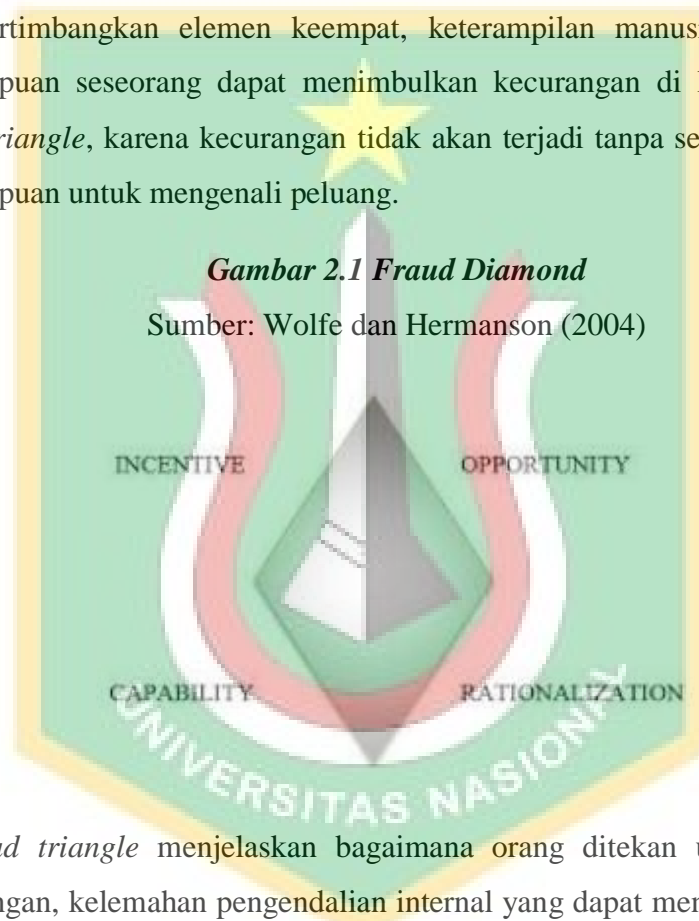 rtimbangkan elemen keempat, keterampilan manus
puan seseorang dapat menimbulkan kecurangan di
riangle, karena kecurangan tidak akan terjadi tanpa se
puan untuk mengenali peluang.
Gambar 2.1 Fraud Diamond
Sumber: Wolfe dan Hermanson (2004)
INCENTIVE OPPORTUNITY
CAPABILITY RATIONALIZATION
UNIVERSITAS NASIONAL
ud triangle menjelaskan bagaimana orang ditekan
ngan, kelemahan pengendalian internal yang dapat mer